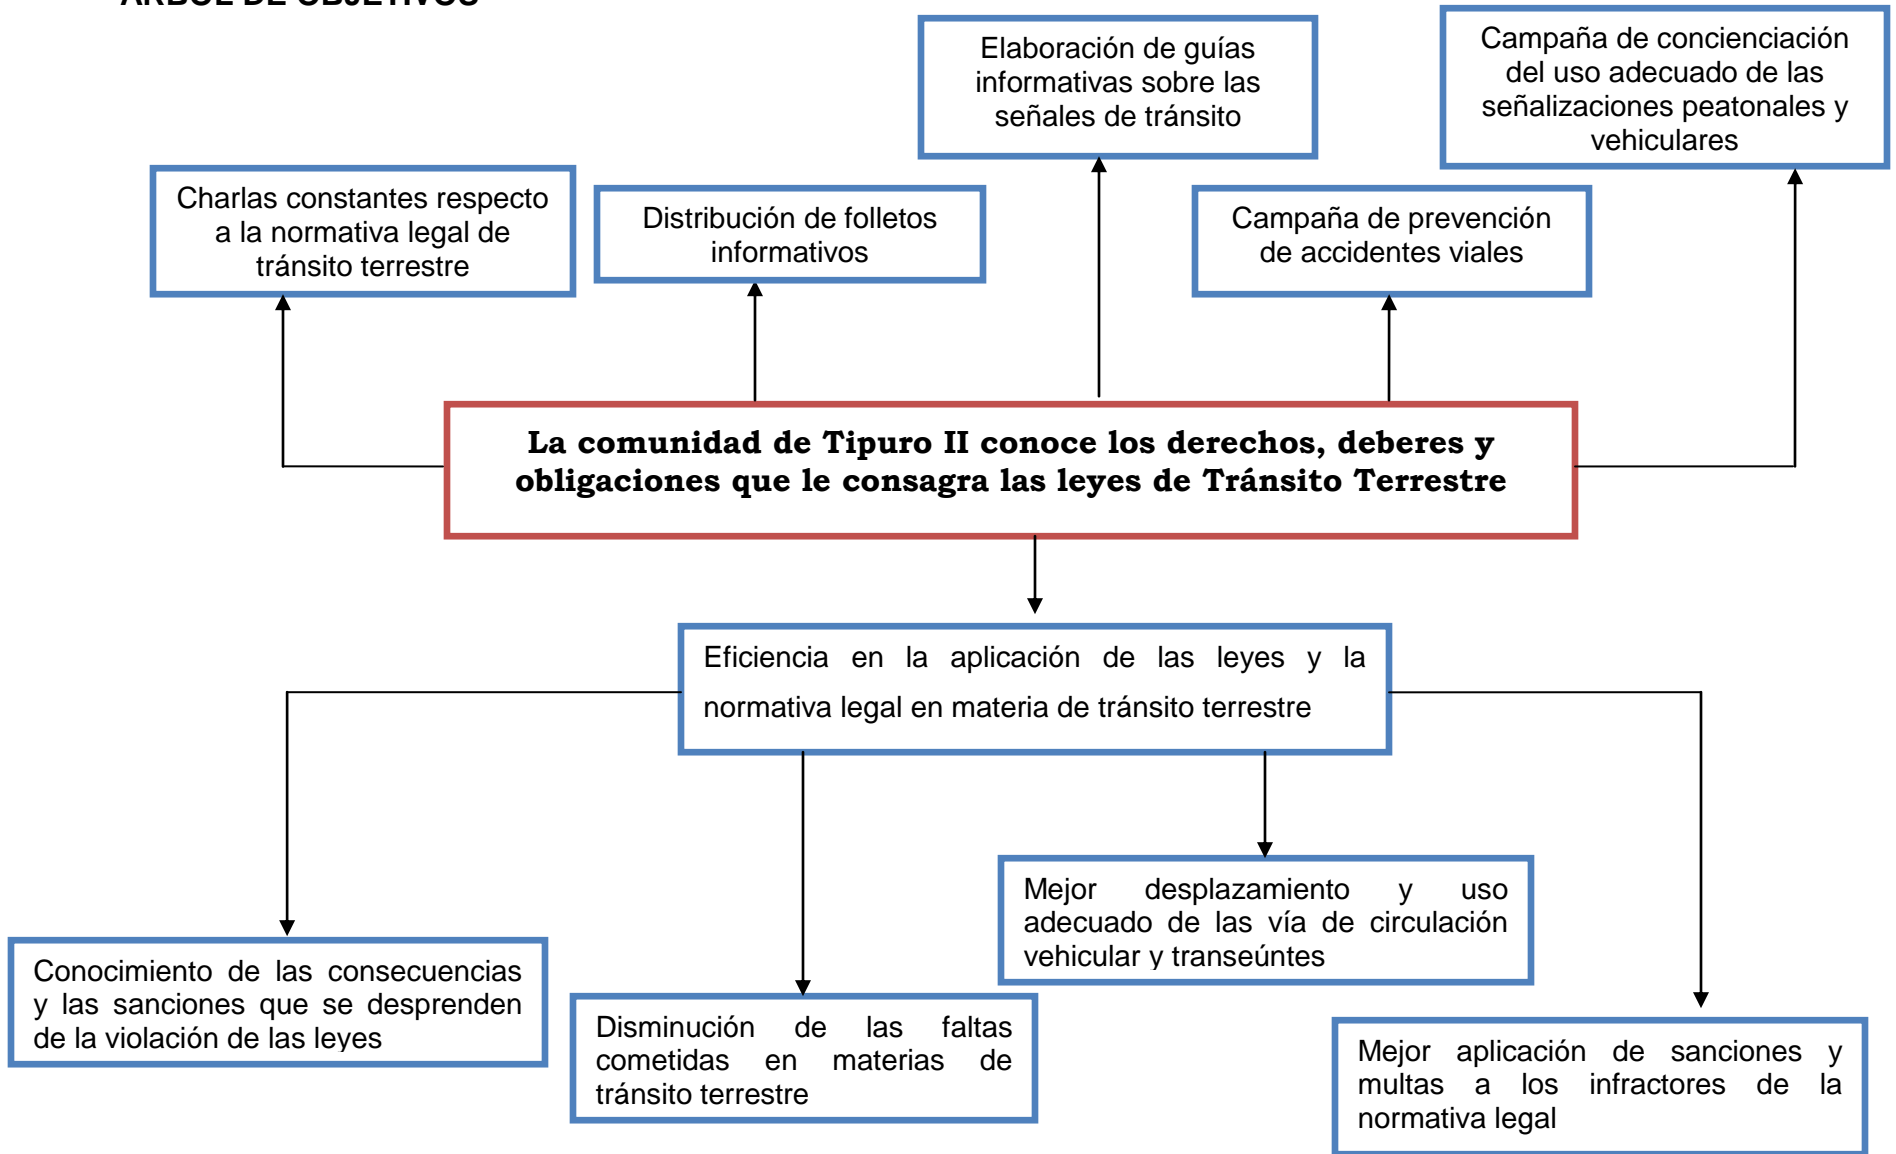 ÁRBOL DE OBJETIVOS
Elaboración de guías
informativas sobre las
señales de tránsito
Campaña de concienciación
del uso adecuado de las
señalizaciones peatonales y
vehiculares
Charlas constantes respecto
a la normativa legal de
tránsito terrestre
Distribución de folletos
informativos
Campaña de prevención
de accidentes viales
La comunidad de Tipuro II conoce los derechos, deberes y
obligaciones que le consagra las leyes de Tránsito Terrestre
Eficiencia en la aplicación de las leyes y la
normativa legal en materia de tránsito terrestre
Mejor desplazamiento y uso
adecuado de las vía de circulación
vehicular y transeúntes
Conocimiento de las consecuencias
y las sanciones que se desprenden
de la violación de las leyes
Disminución de las faltas
cometidas en materias de
tránsito terrestre
Mejor aplicación de sanciones y
multas a los infractores de la
normativa legal